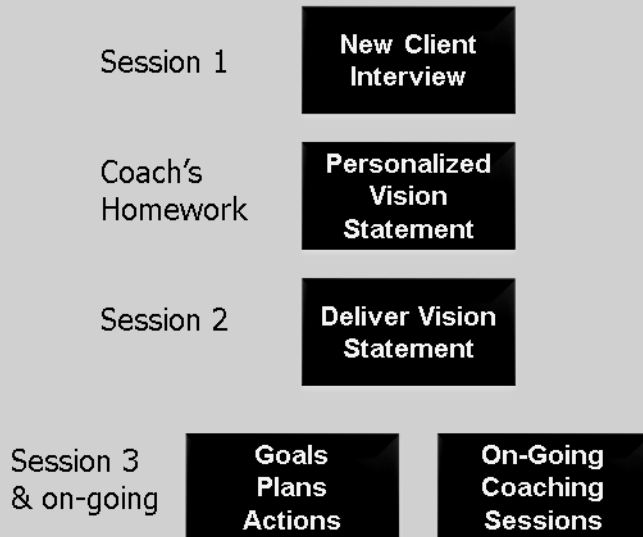 Session 1
New Client
Interview
Coach's
Homework
Personalized
Vision
Statement
Session 2
Deliver Vision
Statement
Session 3
& on-going
Goals
Plans
Actions
On-Going
Coaching
Sessions